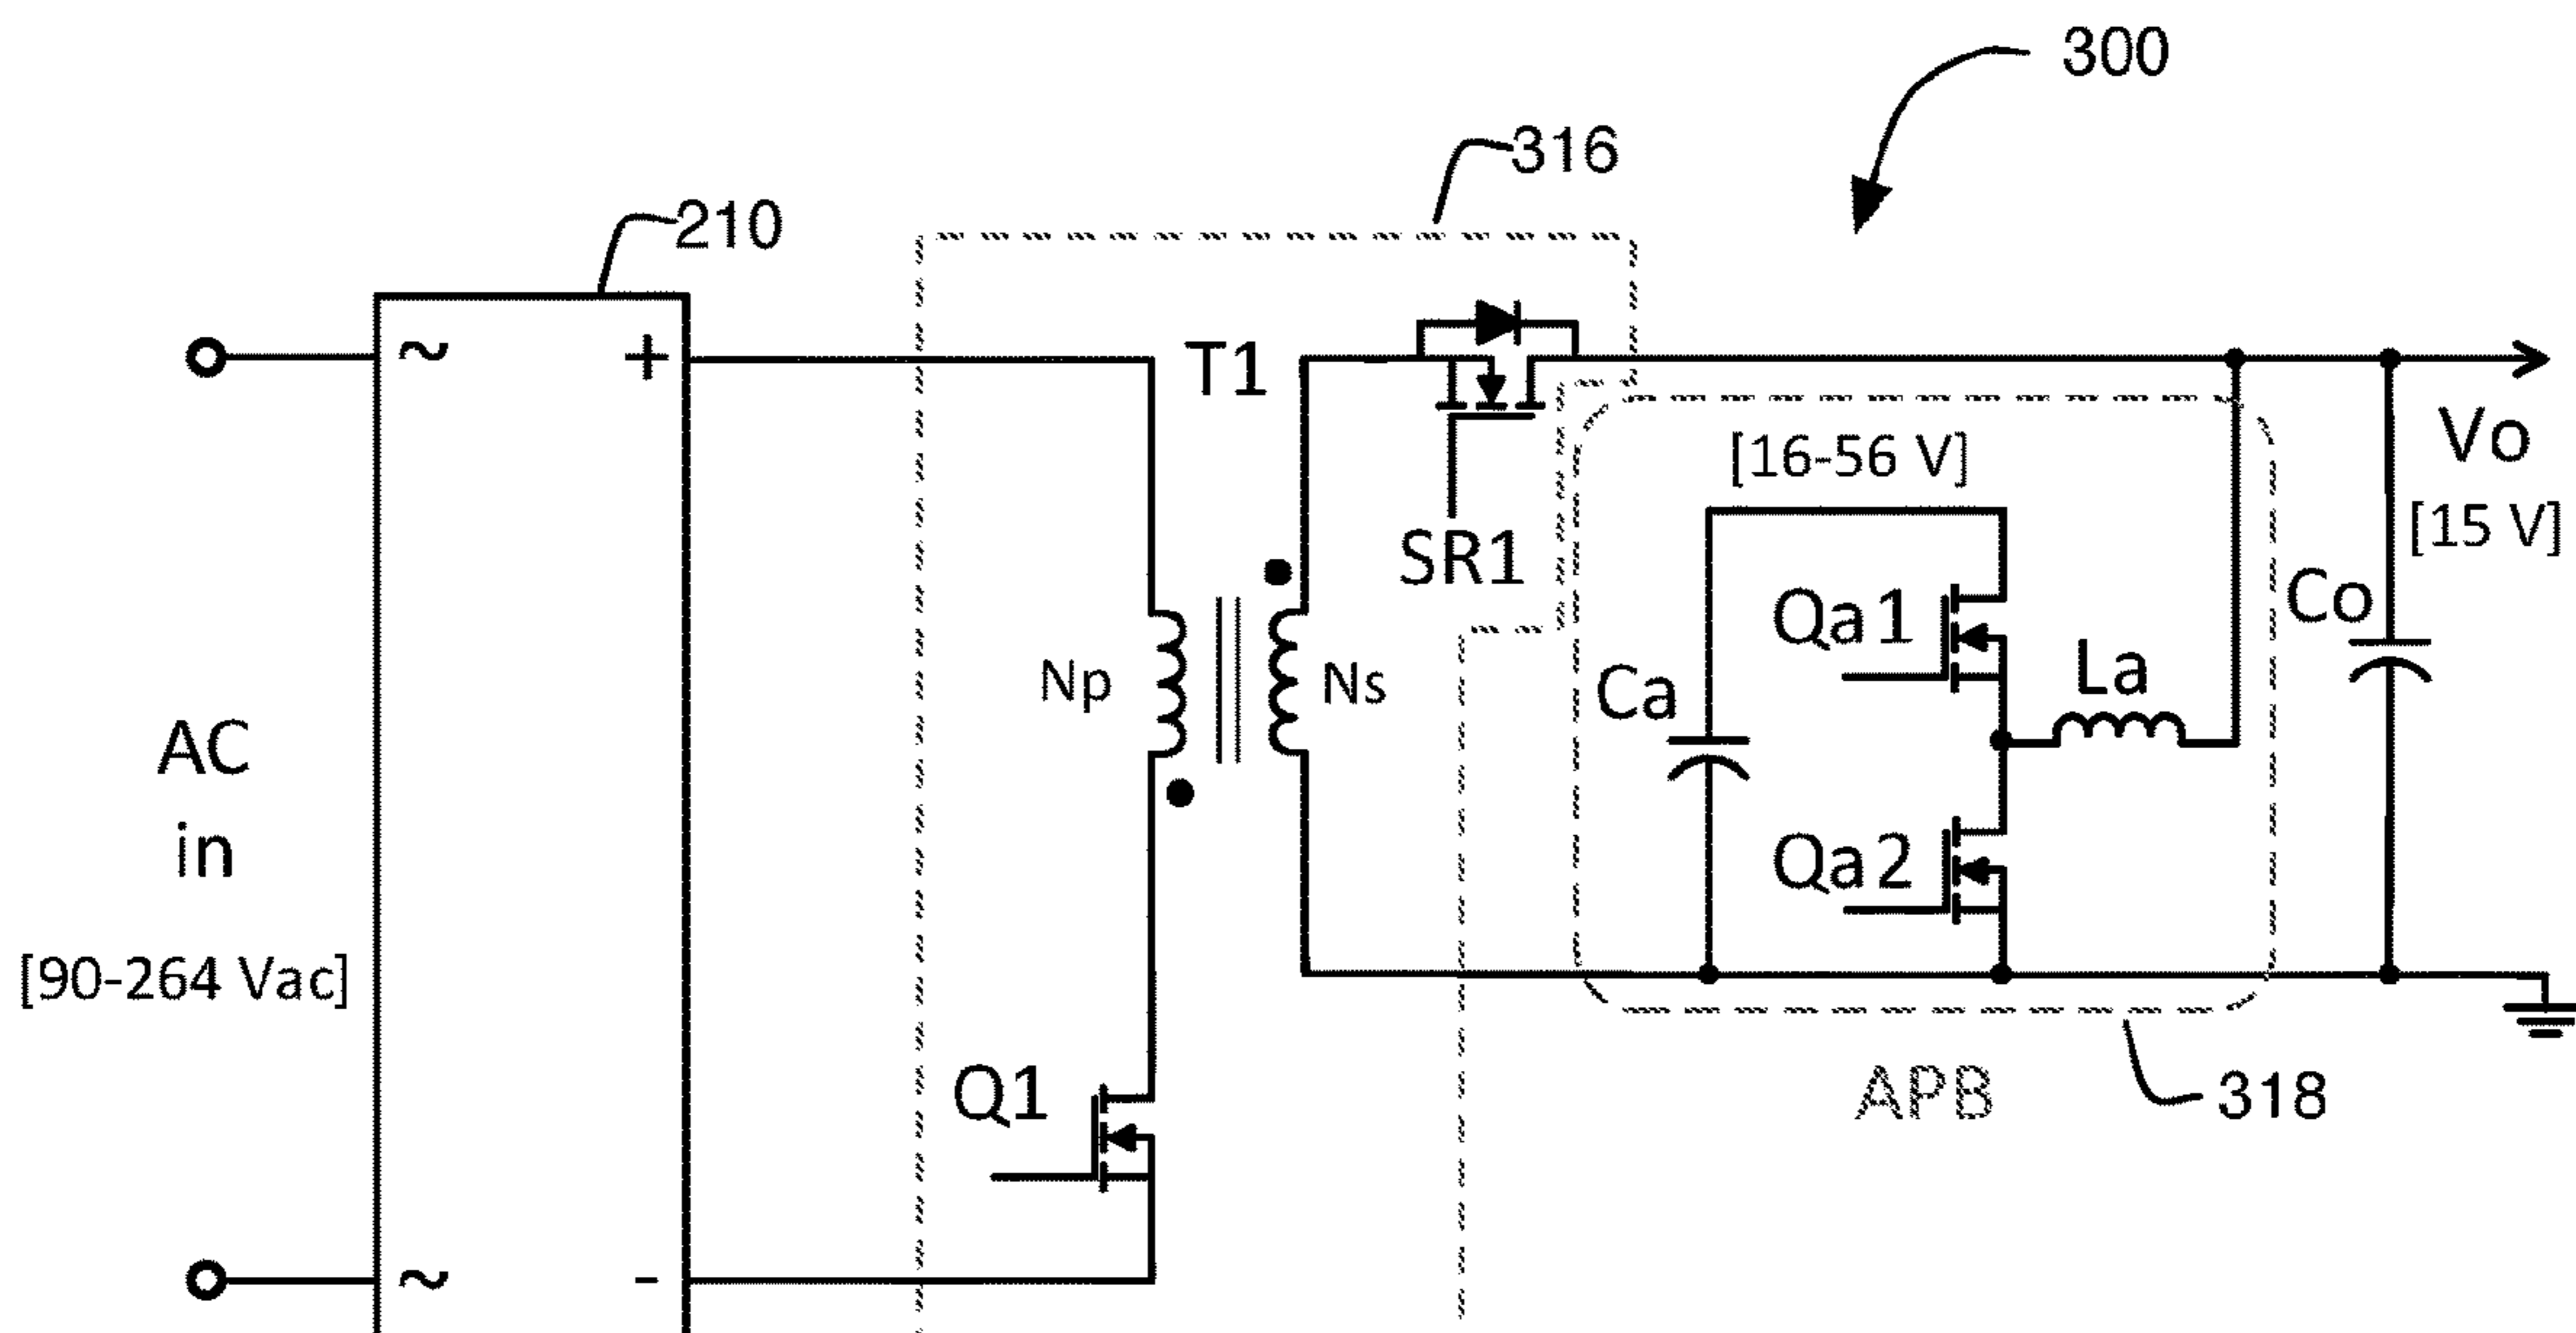 300
316
210
~
+
T1
Vo
[16-56 V]
[15 V]
SR1
Co
Qa1
La
Np
Ns
Ca
AC
in
Qa2
[90-264 Vac]
Q1
APB
318
~
-